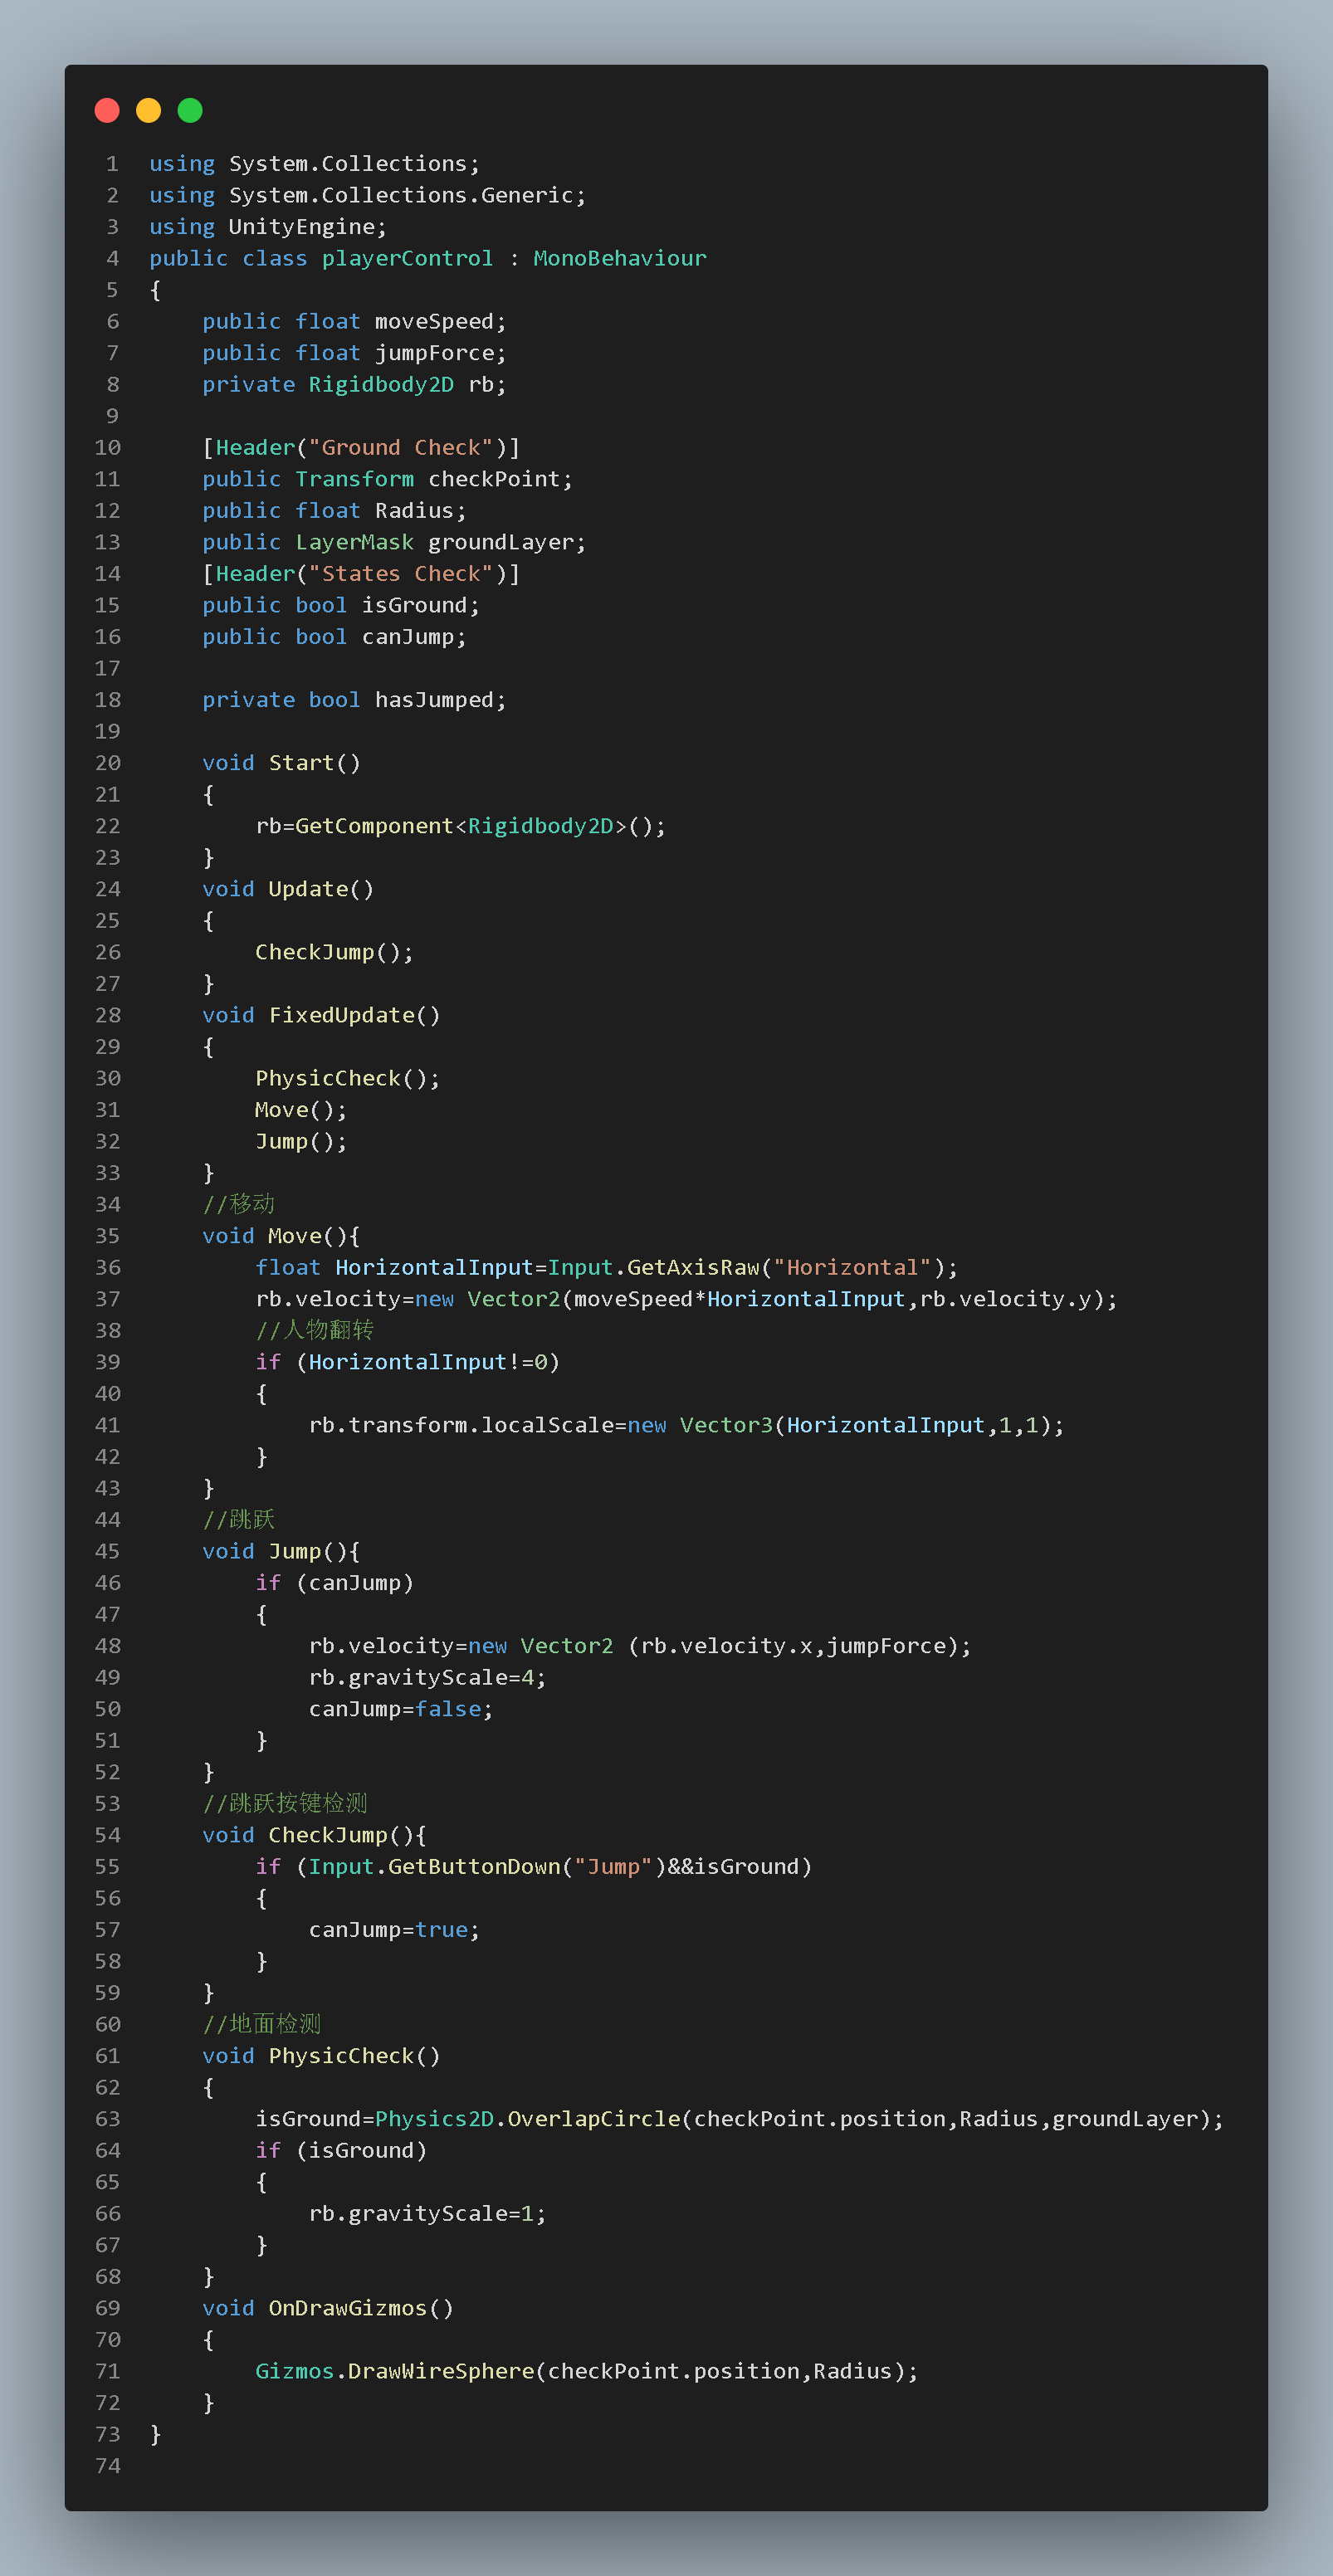 1 using System.Collections;
2 using System.Collections.Generic;
3 using UnityEngine;
4 public class playerControl : MonoBehaviour
5 {
6     public float moveSpeed;
7     public float jumpForce;
8     private Rigidbody2D rb;
9
10     [Header("Ground Check")]
11     public Transform checkPoint;
12     public float Radius;
13     public LayerMask groundLayer;
14     [Header("States Check")]
15     public bool isGround;
16     public bool canJump;
17
18     private bool hasJumped;
19
20     void Start()
21     {
22         rb=GetComponent<Rigidbody2D>();
23     }
24     void Update()
25     {
26         CheckJump();
27     }
28     void FixedUpdate()
29     {
30         PhysicCheck();
31         Move();
32         Jump();
33     }
34     //移动
35     void Move(){
36         float HorizontalInput=Input.GetAxisRaw("Horizontal");
37         rb.velocity=new Vector2(moveSpeed*HorizontalInput,rb.velocity.y);
38         //人物翻转
39         if (HorizontalInput!=0)
40         {
41             rb.transform.localScale=new Vector3(HorizontalInput,1,1);
42         }
43     }
44     //跳跃
45     void Jump(){
46         if (canJump)
47         {
48             rb.velocity=new Vector2 (rb.velocity.x,jumpForce);
49             rb.gravityScale=4;
50             canJump=false;
51         }
52     }
53     //跳跃按键检测
54     void CheckJump(){
55         if (Input.GetButtonDown("Jump")&&isGround)
56         {
57             canJump=true;
58         }
59     }
60     //地面检测
61     void PhysicCheck()
62     {
63         isGround=Physics2D.OverlapCircle(checkPoint.position,Radius,groundLayer);
64         if (isGround)
65         {
66             rb.gravityScale=1;
67         }
68     }
69     void OnDrawGizmos()
70     {
71         Gizmos.DrawWireSphere(checkPoint.position,Radius);
72     }
73 }
74